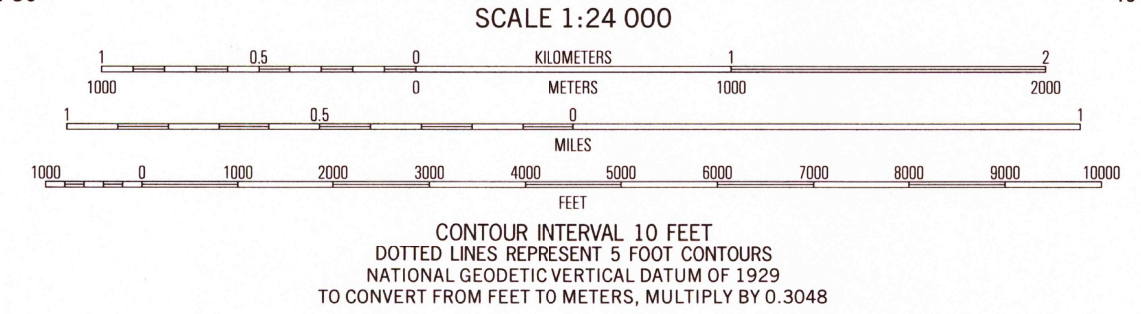 SCALE 1:24 000
1 0.5 0 KILOMETERS 1 2
1000 0 METERS 1000 2000
1 0.5 0 1
MILES
1000 0 1000 2000 3000 4000 5000 6000 7000 8000 9000 10000
FEET
CONTOUR INTERVAL 10 FEET
DOTTED LINES REPRESENT 5 FOOT CONTOURS
NATIONAL GEODETIC VERTICAL DATUM OF 1929
TO CONVERT FROM FEET TO METERS, MULTIPLY BY 0.3048